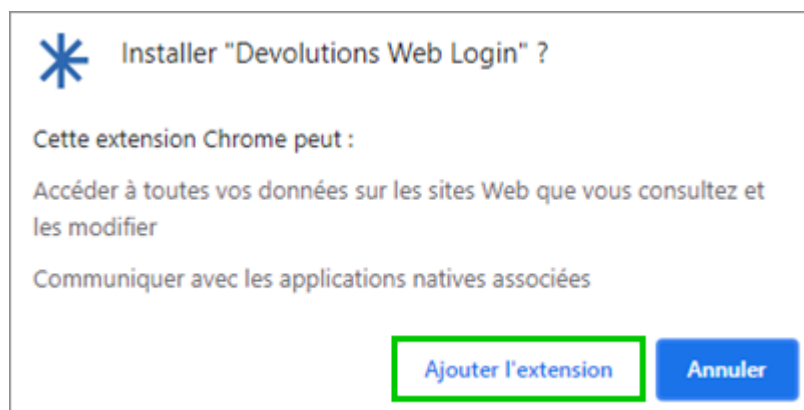 Installer "Devolutions Web Login" ?
Cette extension Chrome peut :
Accéder à toutes vos données sur les sites Web que vous consultez et
les modifier
Communiquer avec les applications natives associées
Ajouter l'extension
Annuler